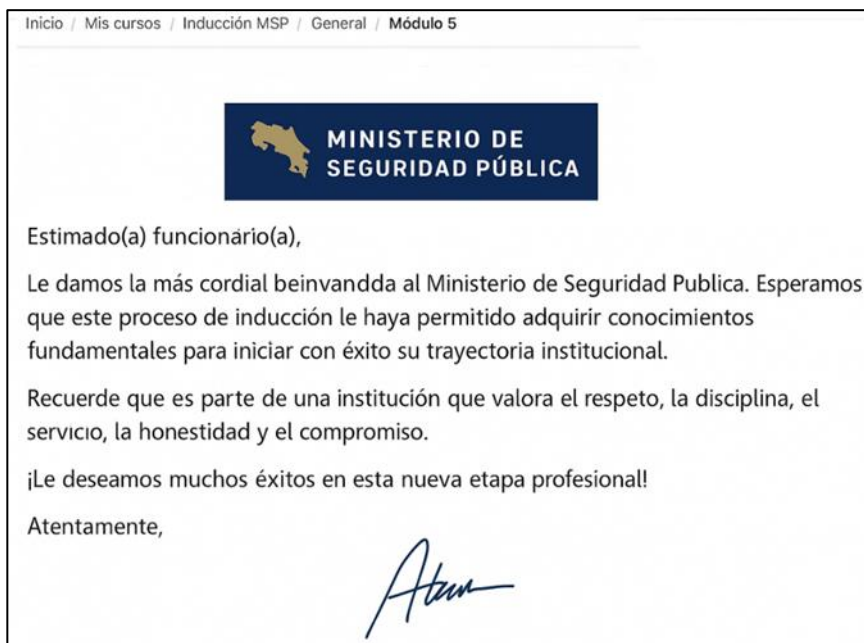 Inicio / Mis cursos / Inducción MSP / General / Módulo 5
MINISTERIO DE
SEGURIDAD PÚBLICA
Estimado(a) funcionário(a),
Le damos la más cordial beinvandda al Ministerio de Seguridad Publica. Esperamos
que este proceso de inducción le haya permitido adquirir conocimientos
fundamentales para iniciar con éxito su trayectoria institucional.
Recuerde que es parte de una institución que valora el respeto, la disciplina, el
servicio, la honestidad y el compromiso.
¡Le deseamos muchos éxitos en esta nueva etapa profesional!
Atentamente,